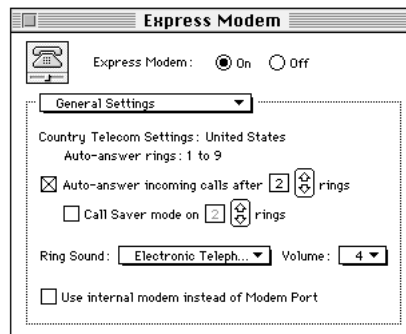 Express Modem
Express Modem: On Off
General Settings
Country Telecom Settings: United States
Auto-answer rings: 1 to 9
Auto-answer incoming calls after 2 rings
Call Saver mode on 2 rings
Ring Sound: Electronic Teleph... Volume: 4
Use internal modem instead of Modem Port